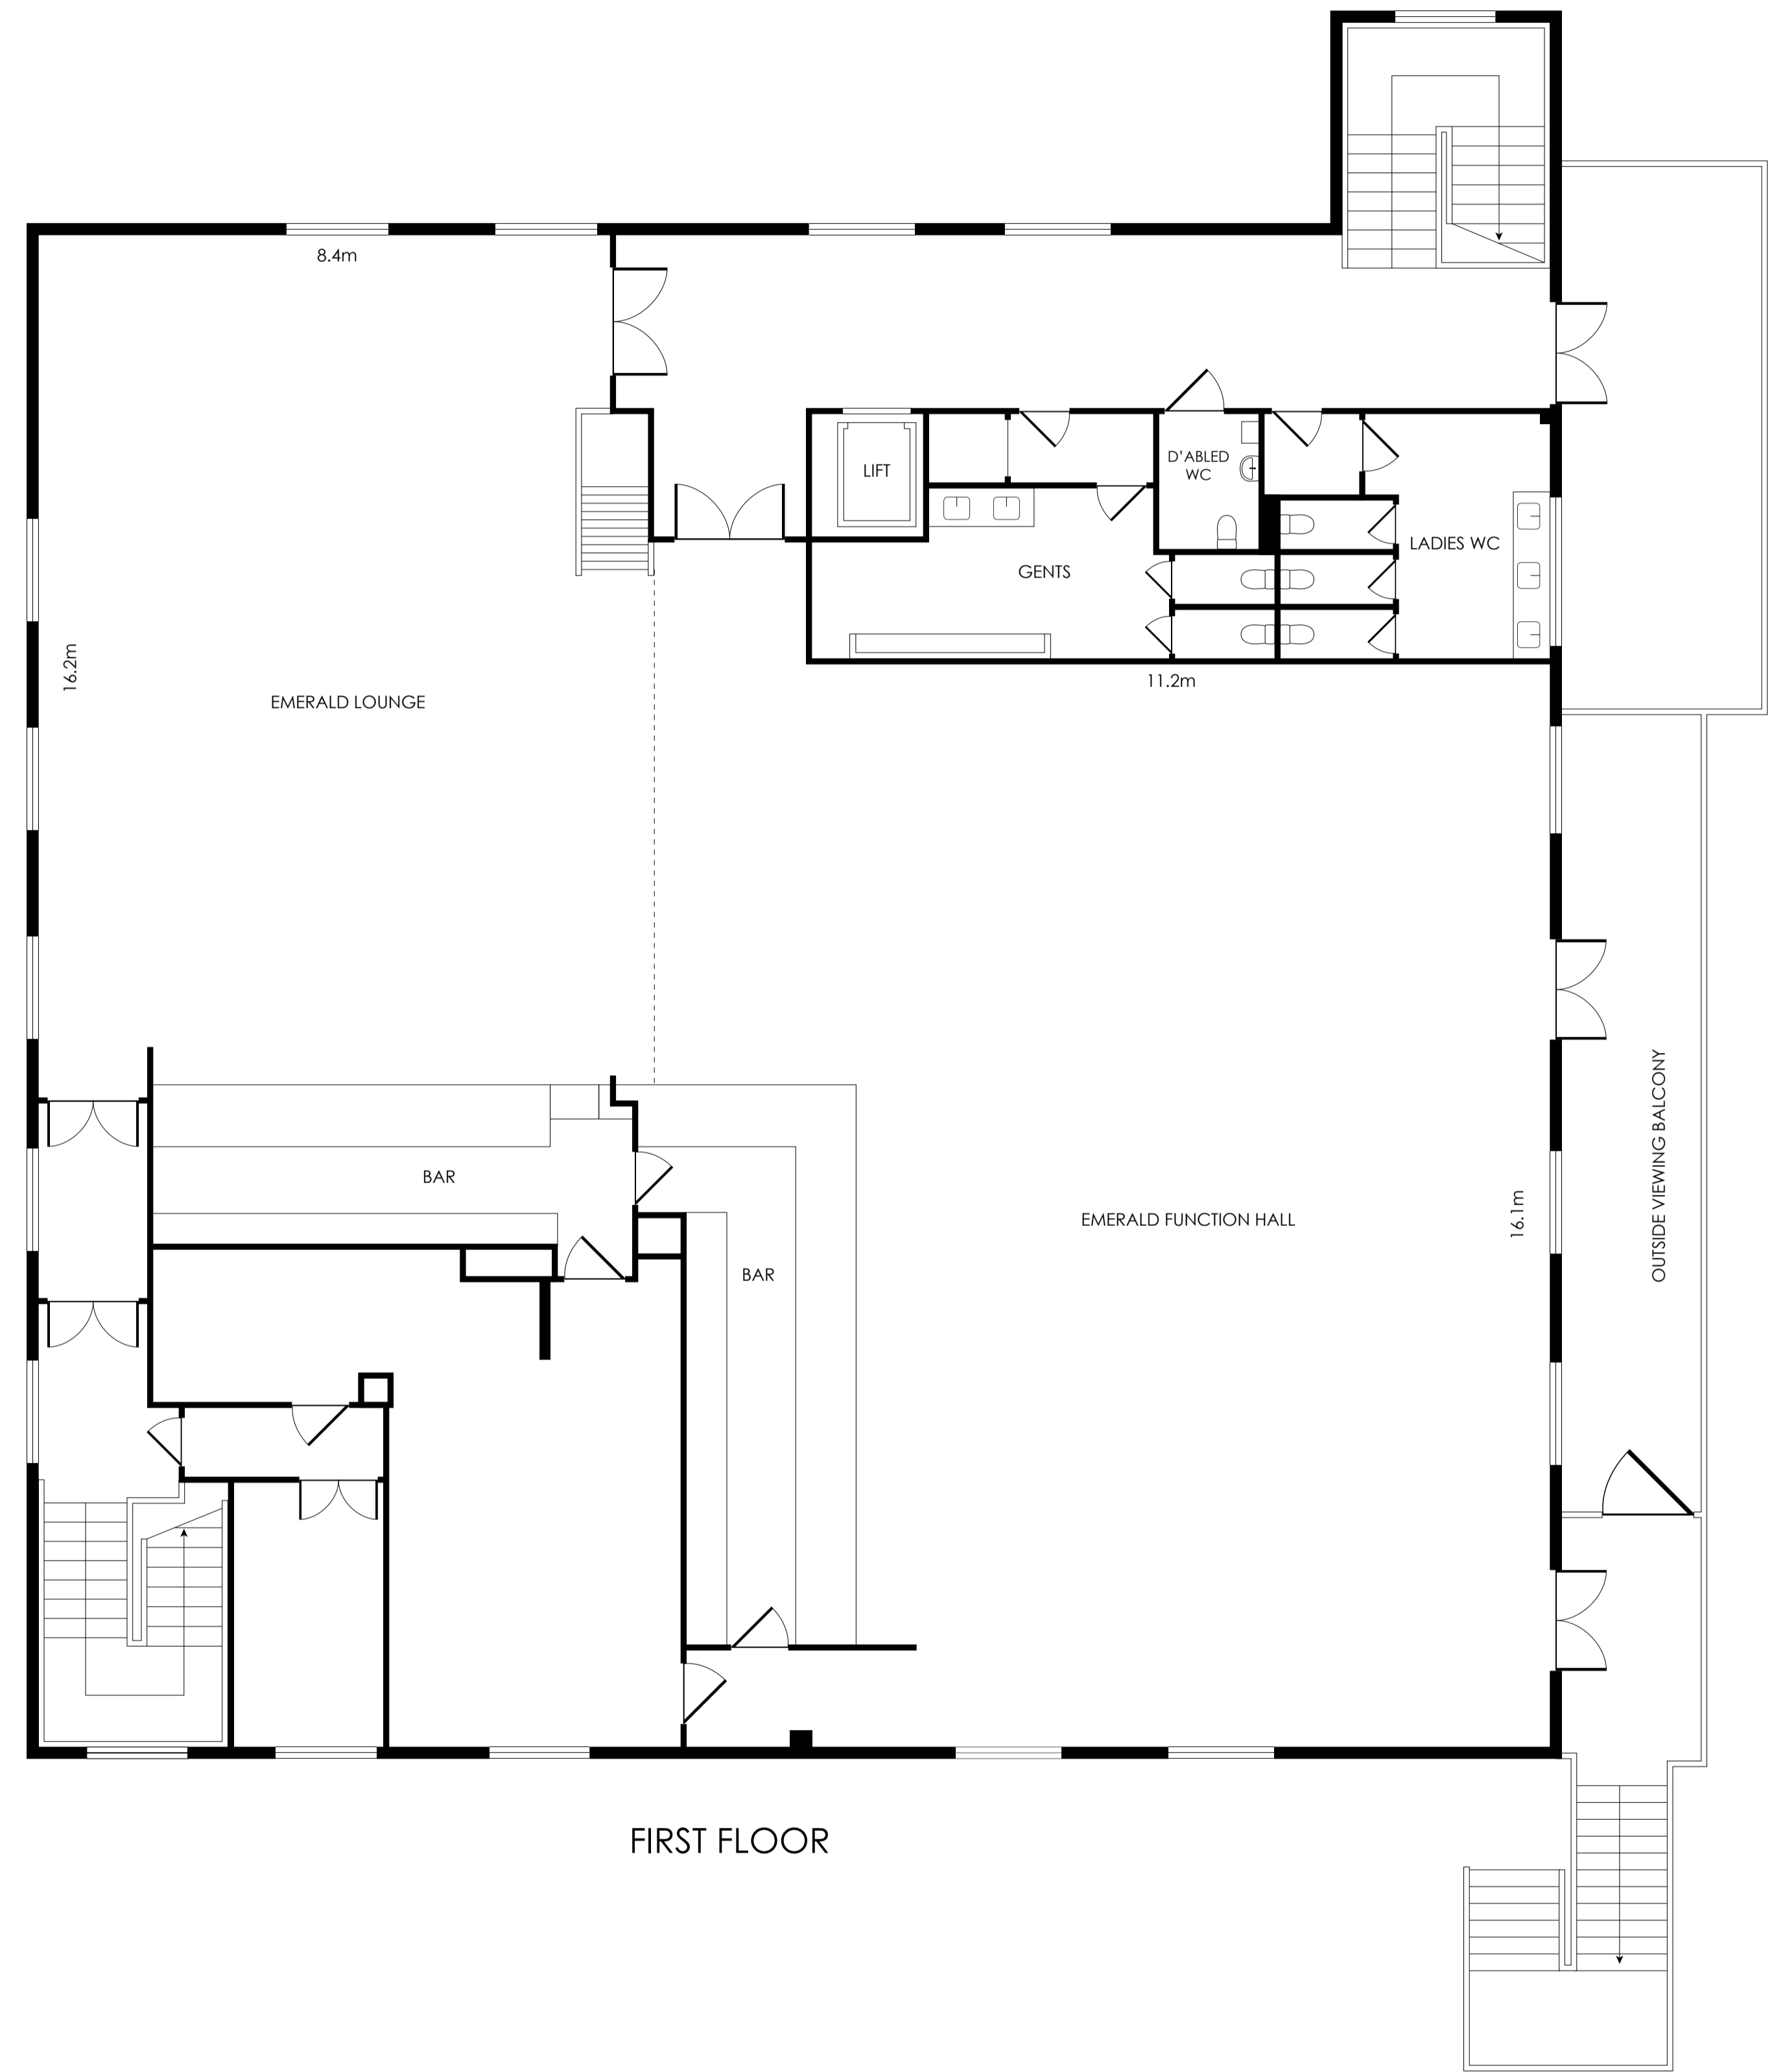 8.4m
LIFT
D'ABLED
WC
LADIES WC
GENTS
16.2m
11.2m
EMERALD LOUNGE
BAR
EMERALD FUNCTION HALL
16.1m
OUTSIDE VIEWING BALCONY
BAR
FIRST FLOOR